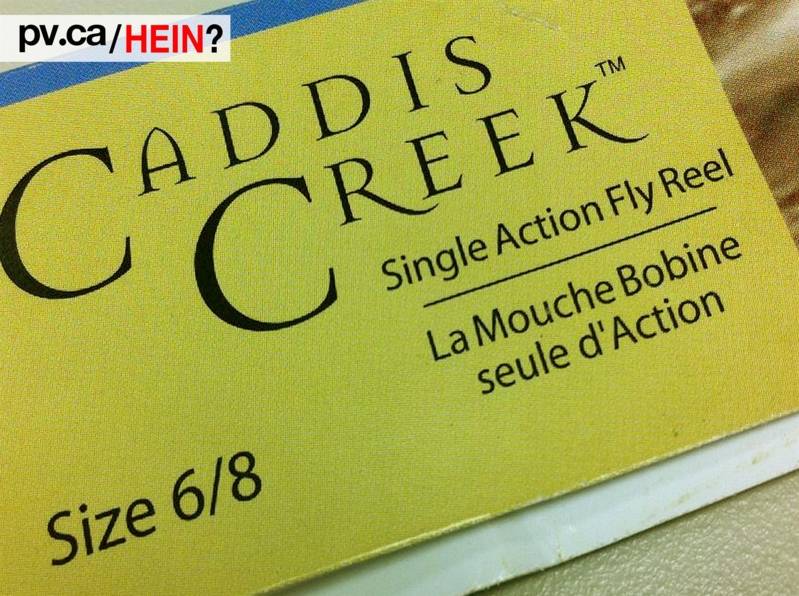 pv.ca/HEIN?
CADDIS
CREEK™
Single Action Fly Reel
La Mouche Bobine
seule d'Action
Size 6/8